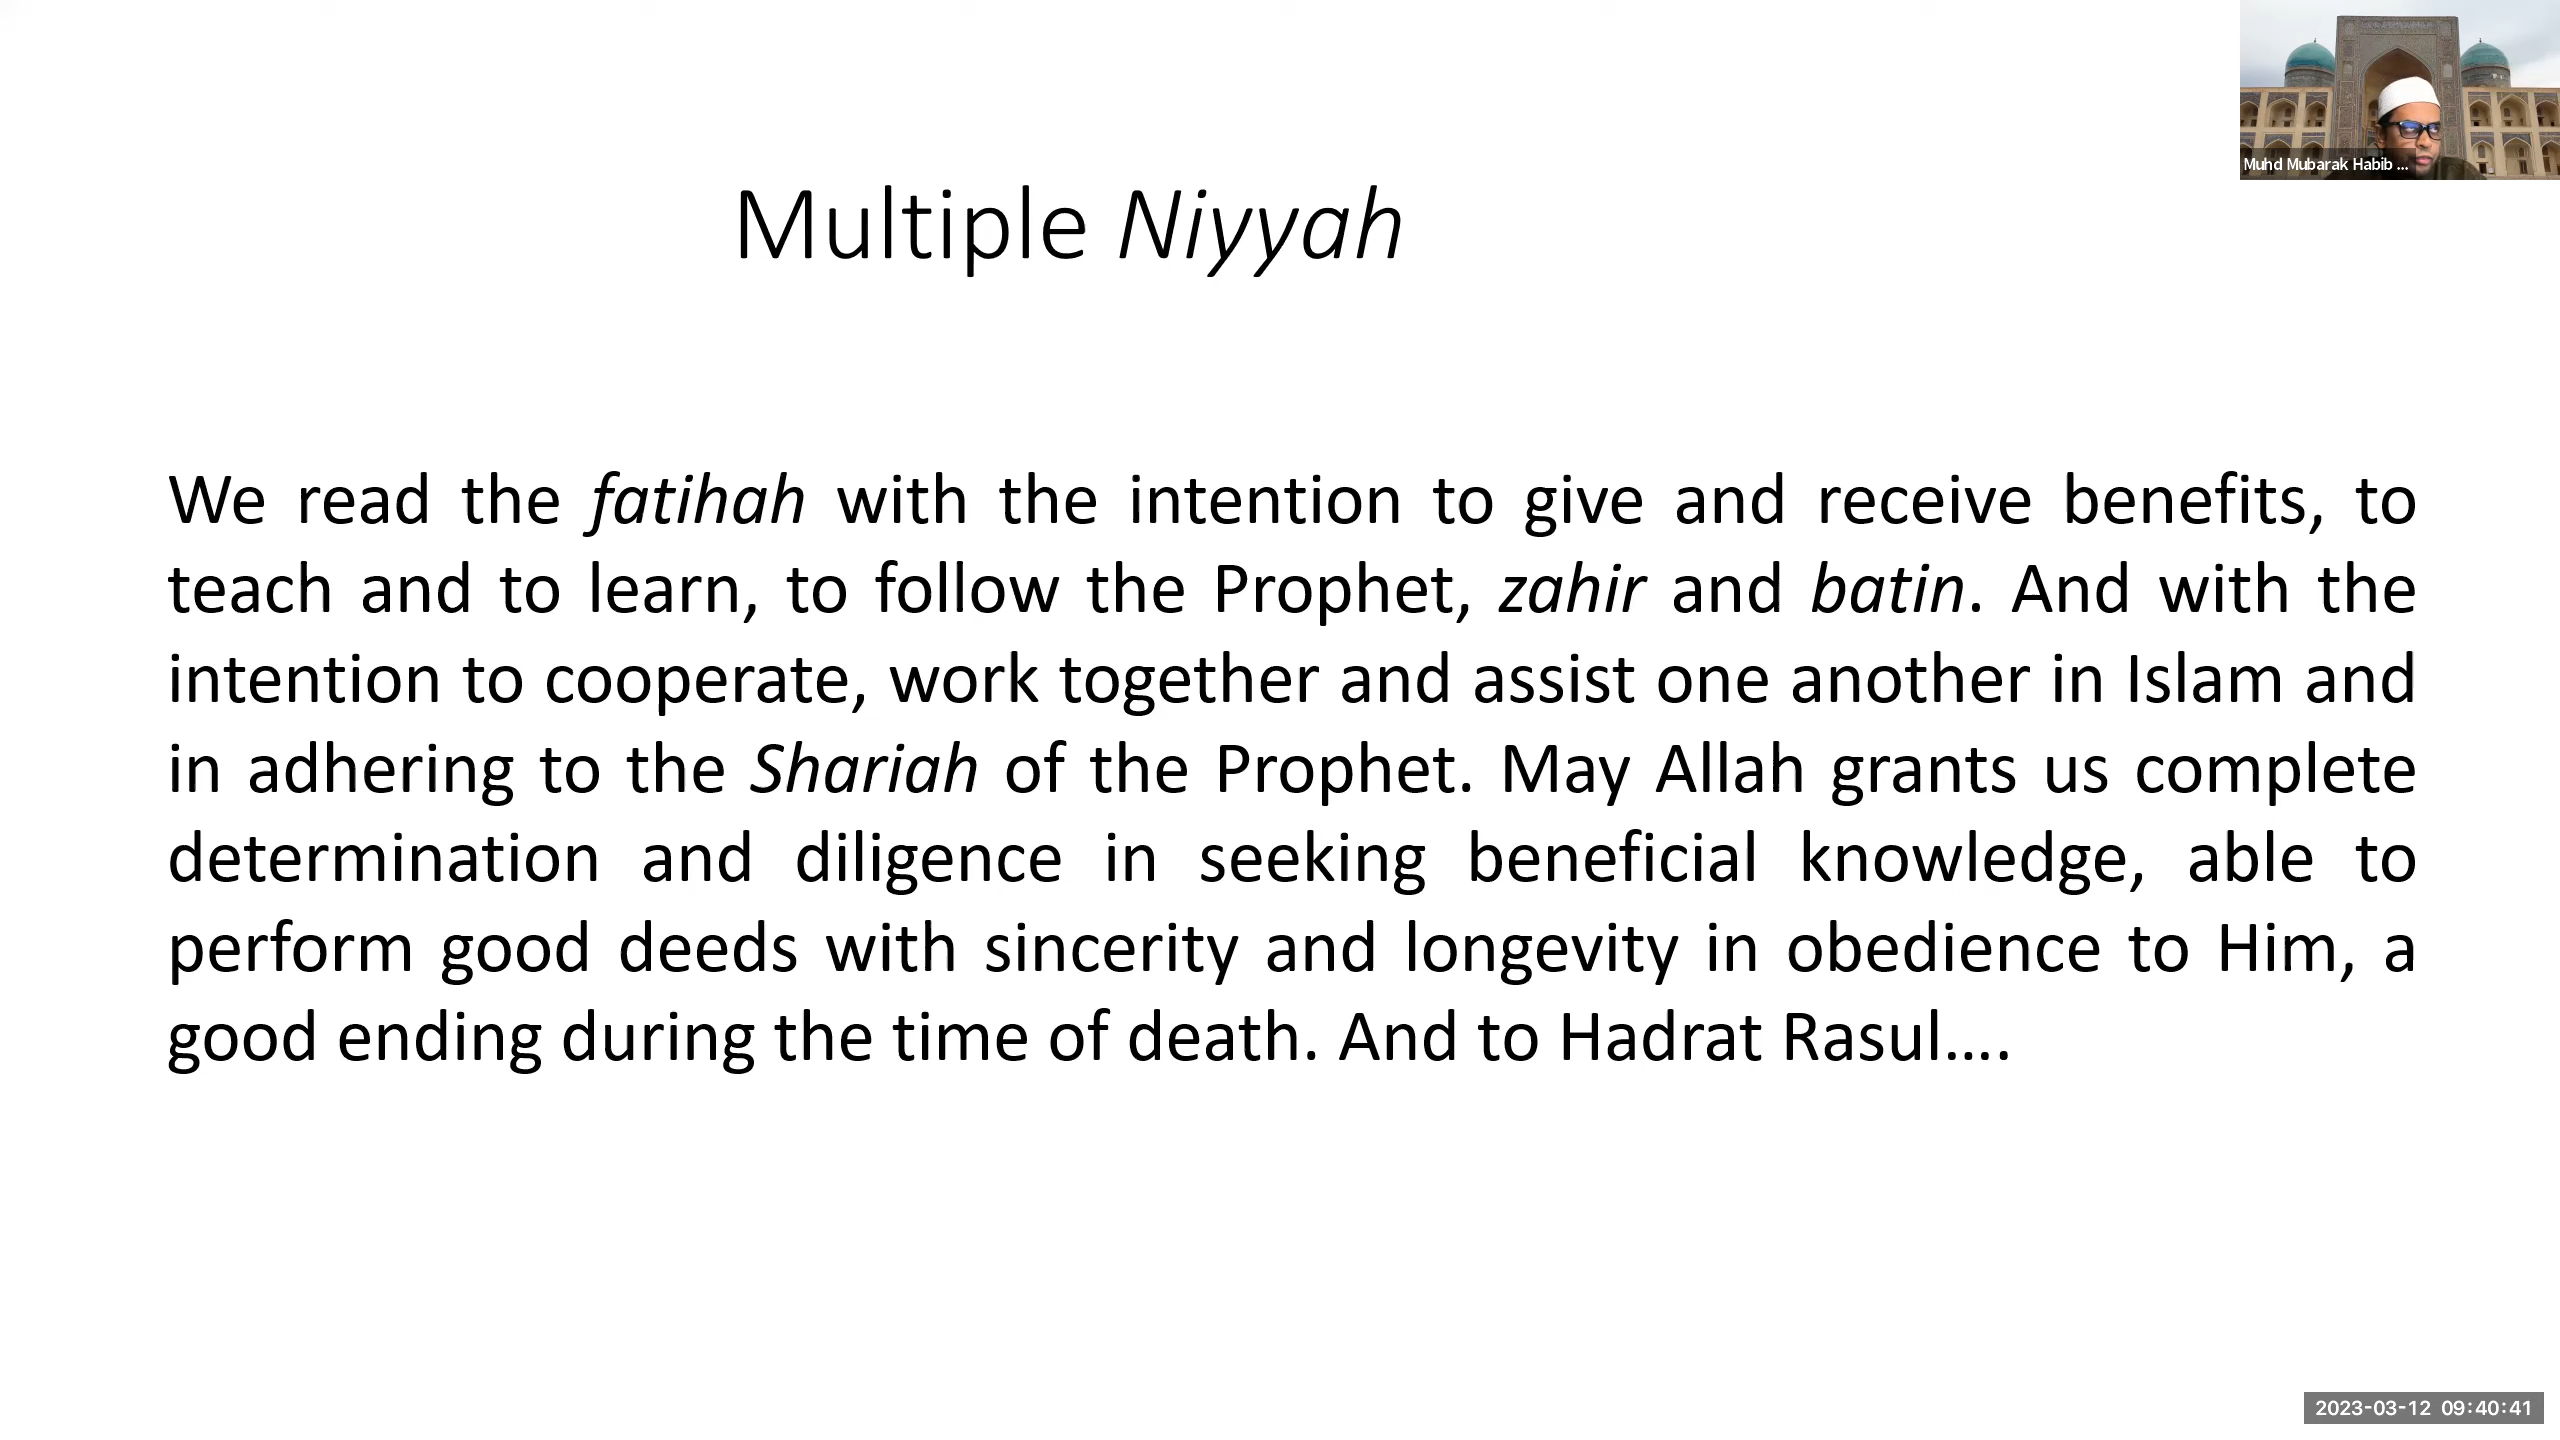 Muhd Mubarak Habib ...
Multiple Niyyah
We read the fatihah with the intention to give and receive benefits, to
teach and to learn, to follow the Prophet, zahir and batin. And with the
intention to cooperate, work together and assist one another in Islam and
in adhering to the Shariah of the Prophet. May Allah grants us complete
determination and diligence in seeking beneficial knowledge, able to
perform good deeds with sincerity and longevity in obedience to Him, a
good ending during the time of death. And to Hadrat Rasul....
2023-03-12 09:40:41